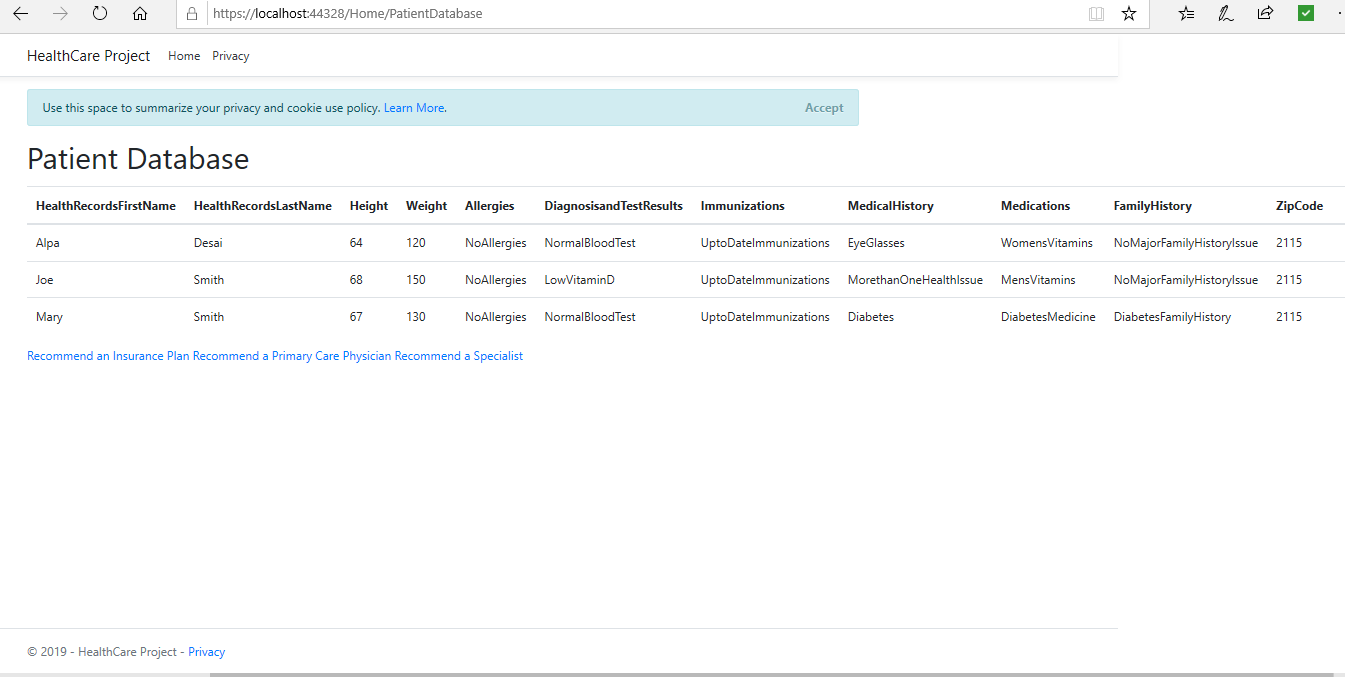 https://localhost:44328/Home/PatientDatabase
HealthCare Project Home Privacy
Use this space to summarize your privacy and cookie use policy. Learn More. Accept
Patient Database
HealthRecordsFirstName HealthRecordsLastName Height Weight Allergies DiagnosisandTestResults Immunizations MedicalHistory Medications FamilyHistory ZipCode
Alpa Desai 64 120 NoAllergies NormalBloodTest UptoDateImmunizations EyeGlasses WomensVitamins NoMajorFamilyHistoryIssue 2115
Joe Smith 68 150 NoAllergies LowVitaminD UptoDateImmunizations MorethanOneHealthIssue MensVitamins NoMajorFamilyHistoryIssue 2115
Mary Smith 67 130 NoAllergies NormalBloodTest UptoDateImmunizations Diabetes DiabetesMedicine DiabetesFamilyHistory 2115
Recommend an Insurance Plan Recommend a Primary Care Physician Recommend a Specialist
© 2019 - HealthCare Project - Privacy